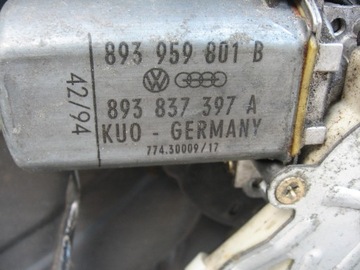 893 959 801 B
893 837 397 A
KUO - GERMANY
774.30009/17
42/94